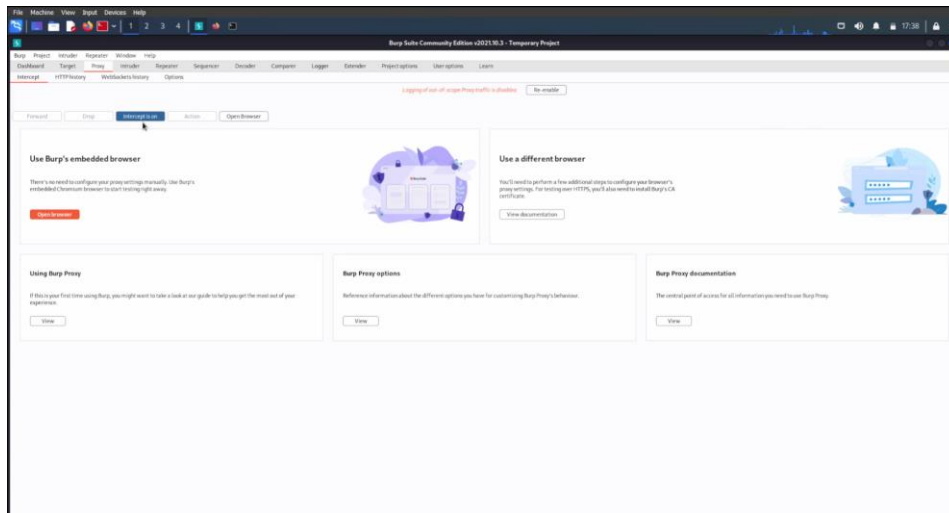 File Machine View Input Devices Help
1 2 3 4 17:38
Burp Suite Community Edition v2021.10.3 - Temporary Project
Burp Project Intruder Repeater Window Help
Dashboard Target Proxy Intruder Repeater Sequencer Decoder Comparer Logger Extender Project options User options Learn
Intercept HTTP history WebSockets history Options
Logging of out-of-scope Proxy traffic is disabled Re-enable
Forward Drop Intercept is on Action Open Browser
Use Burp's embedded browser
There's no need to configure your proxy settings manually. Use Burp's
embedded Chromium browser to start testing right away.
Open browser
Use a different browser
You'll need to perform a few additional steps to configure your browser's
proxy settings. For testing over HTTPS, you'll also need to install Burp's CA
certificate.
View documentation
Using Burp Proxy
If this is your first time using Burp, you might want to take a look at our guide to help you get the most out of your
experience.
View
Burp Proxy options
Reference information about the different options you have for customizing Burp Proxy's behaviour.
View
Burp Proxy documentation
The central point of access for all information you need to use Burp Proxy.
View